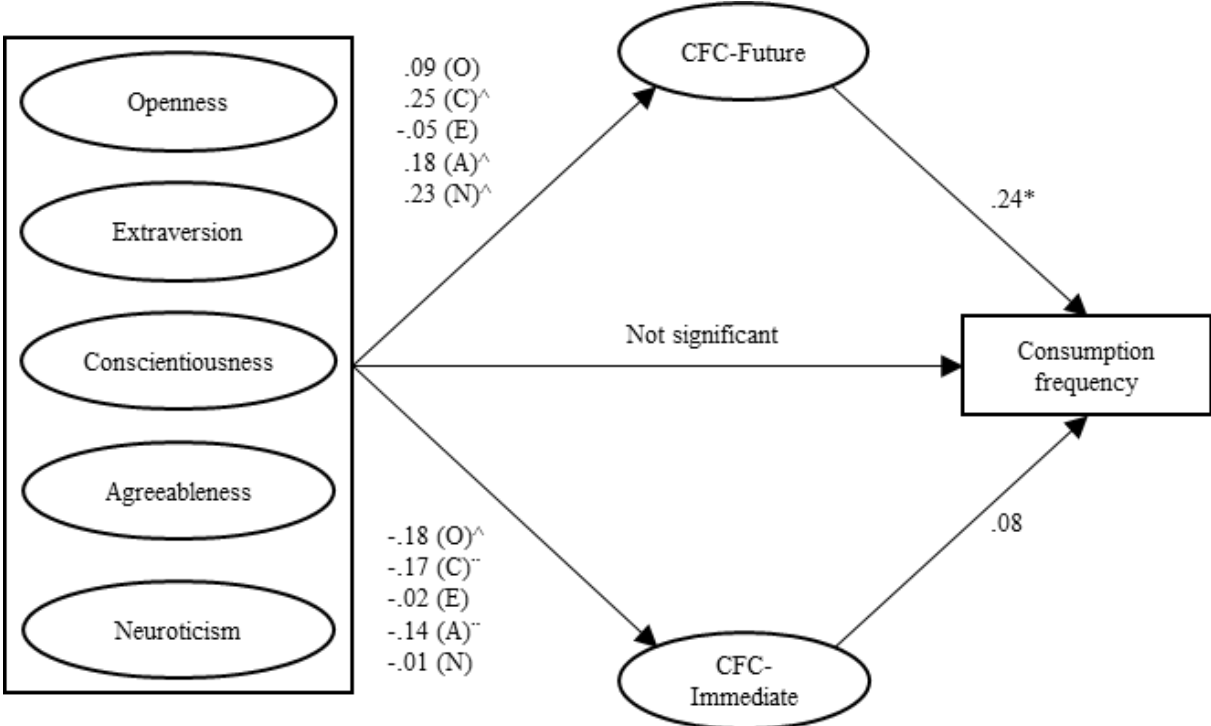 Openness
Extraversion
Conscientiousness
Agreeableness
Neuroticism
.09 (O)
.25 (C)^
-.05 (E)
.18 (A)^
.23 (N)^
CFC-Future
.24*
Not significant
Consumption
frequency
-.18 (O)^
-.17 (C)¨
-.02 (E)
-.14 (A)¨
-.01 (N)
.08
CFC-
Immediate